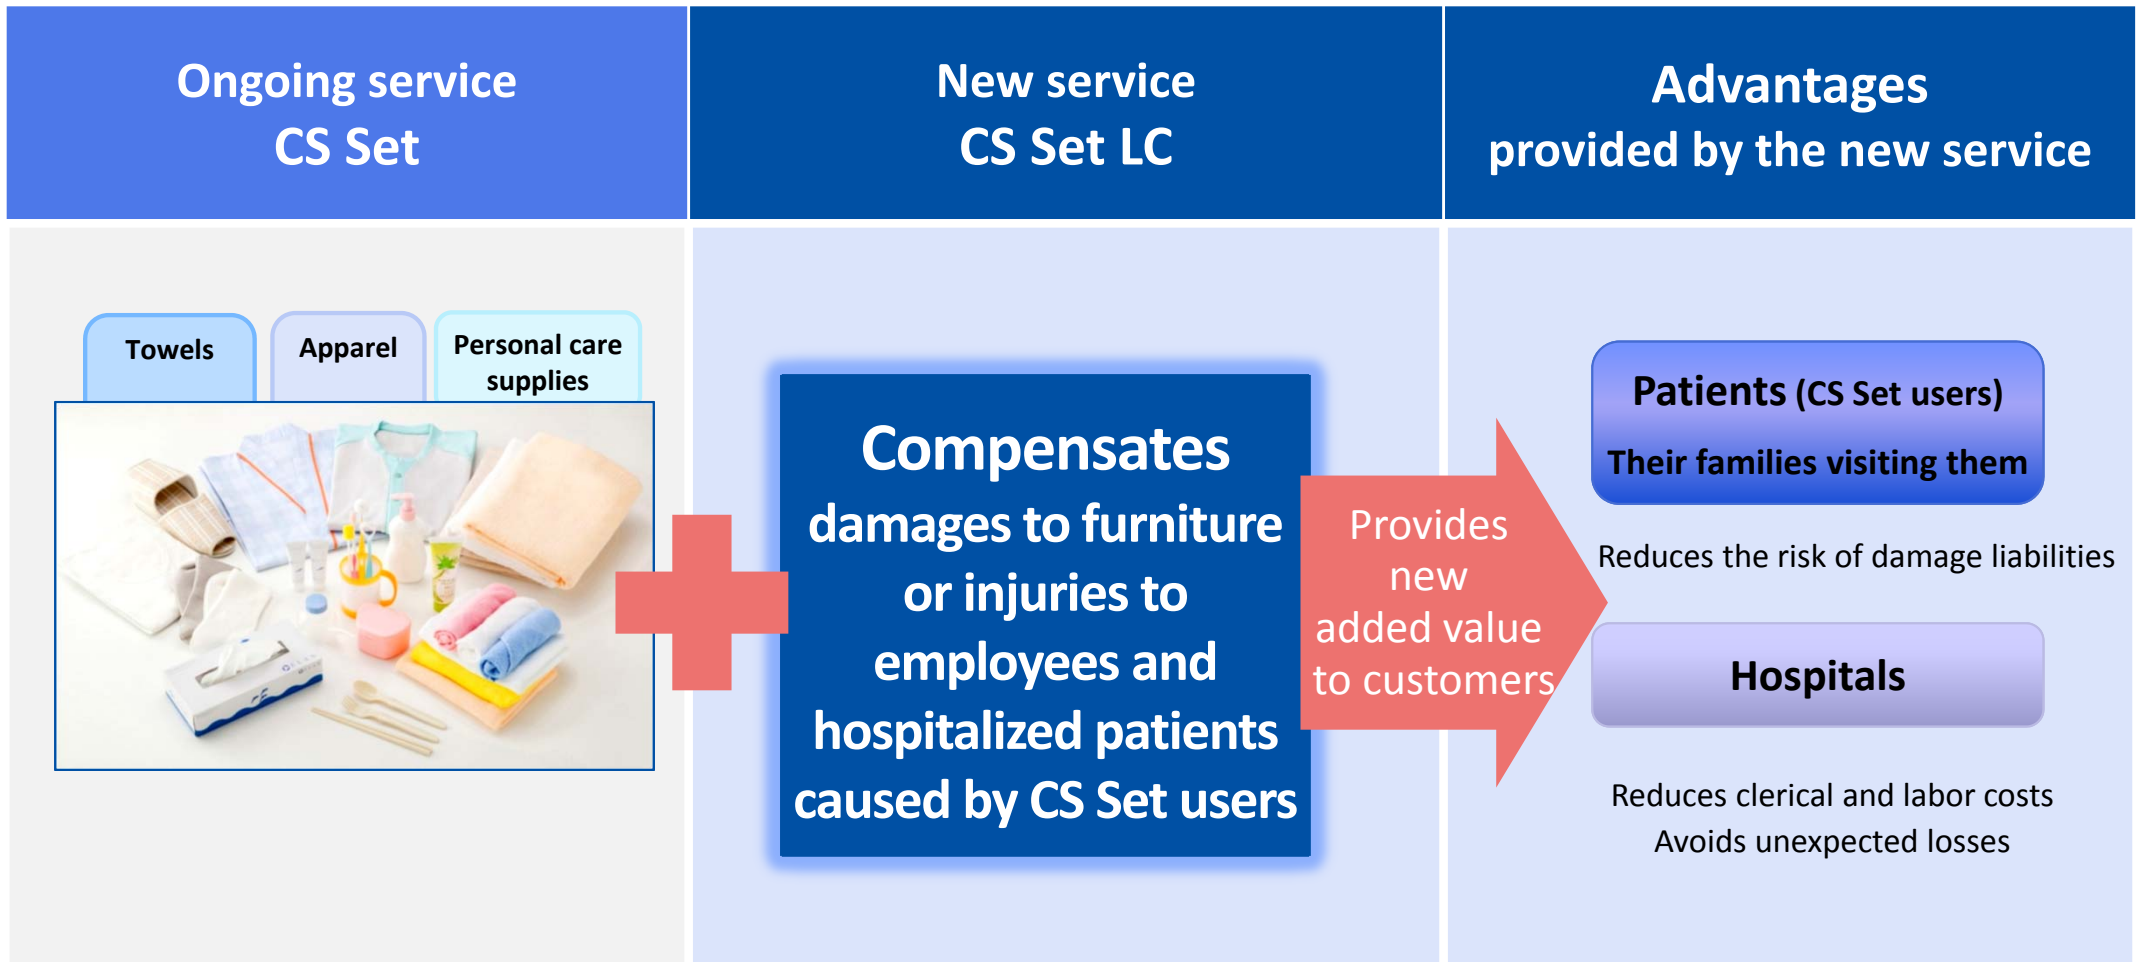 Ongoing service
CS Set
New service
CS Set LC
Advantages
provided by the new service
Towels
Apparel
Personal care
supplies
Compensates
damages to furniture
or injuries to
employees and
hospitalized patients
caused by CS Set users
Provides
new
added value
to customers
Patients (CS Set users)
Their families visiting them
Reduces the risk of damage liabilities
Hospitals
Reduces clerical and labor costs
Avoids unexpected losses